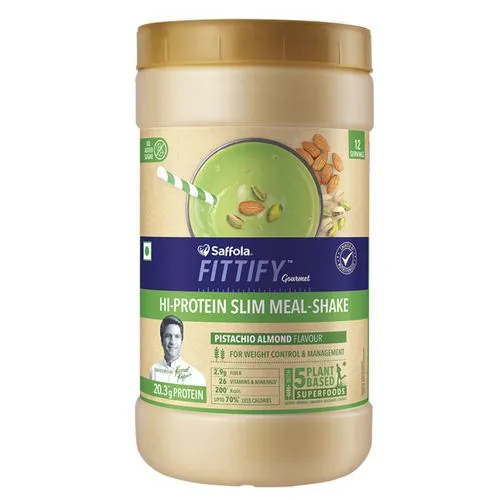 NO
ADDED
SUGAR
12
SERVINGS
Saffola
FITTIFY™
Gourmet
HI-PROTEIN SLIM MEAL-SHAKE
PISTACHIO ALMOND FLAVOUR
FOR WEIGHT CONTROL & MANAGEMENT
2.9g FIBER
26 VITAMINS & MINERALS
200 Kcals
UPTO 70% LESS CALORIES
WITH 5 PLANT BASED
SUPERFOODS
20.3g PROTEIN